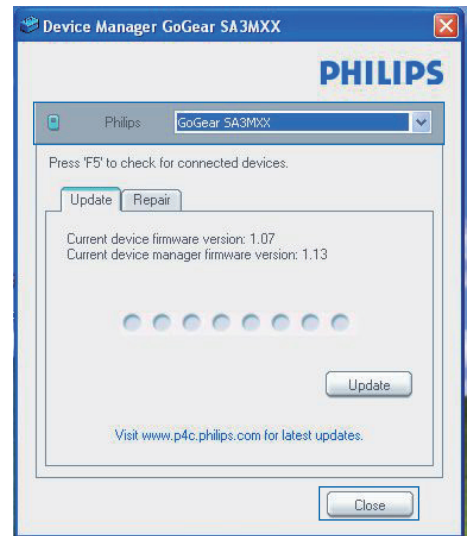 Device Manager GoGear SA3MXX
PHILIPS
Philips GoGear SA3MXX
Press 'F5' to check for connected devices.
Update Repair
Current device firmware version: 1.07
Current device manager firmware version: 1.13
Update
Visit www.p4c.philips.com for latest updates.
Close